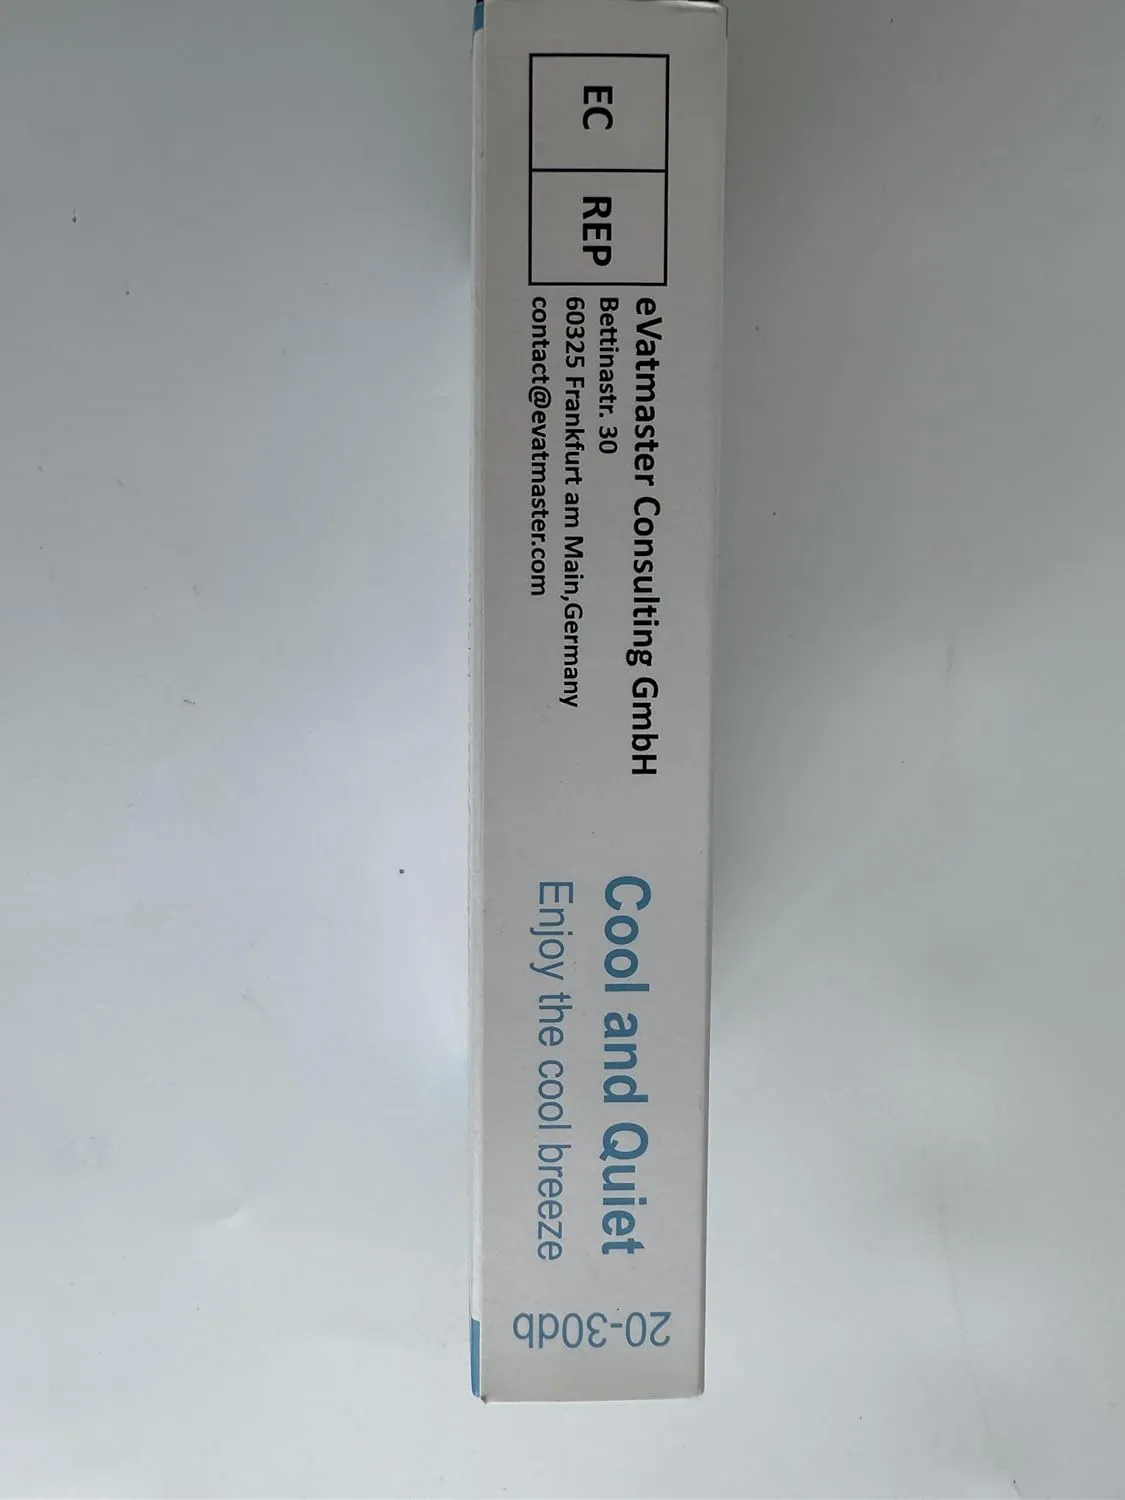 EC
REP
eVatmaster Consulting GmbH
Bettinastr. 30
60325 Frankfurt am Main,Germany
contact@evatmaster.com
Cool and Quiet
Enjoy the cool breeze
20-30db